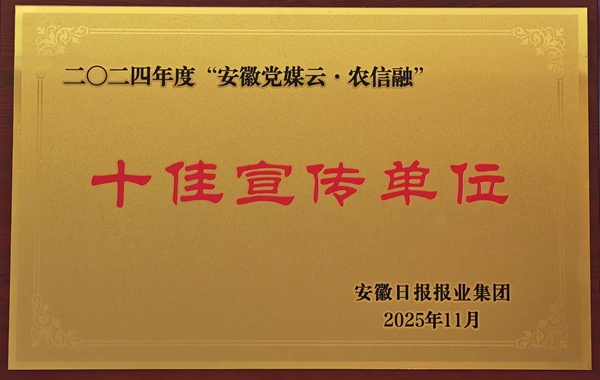 二〇二四年度“安徽党媒云·农信融”
十佳宣传单位
安徽日报报业集团
2025年11月